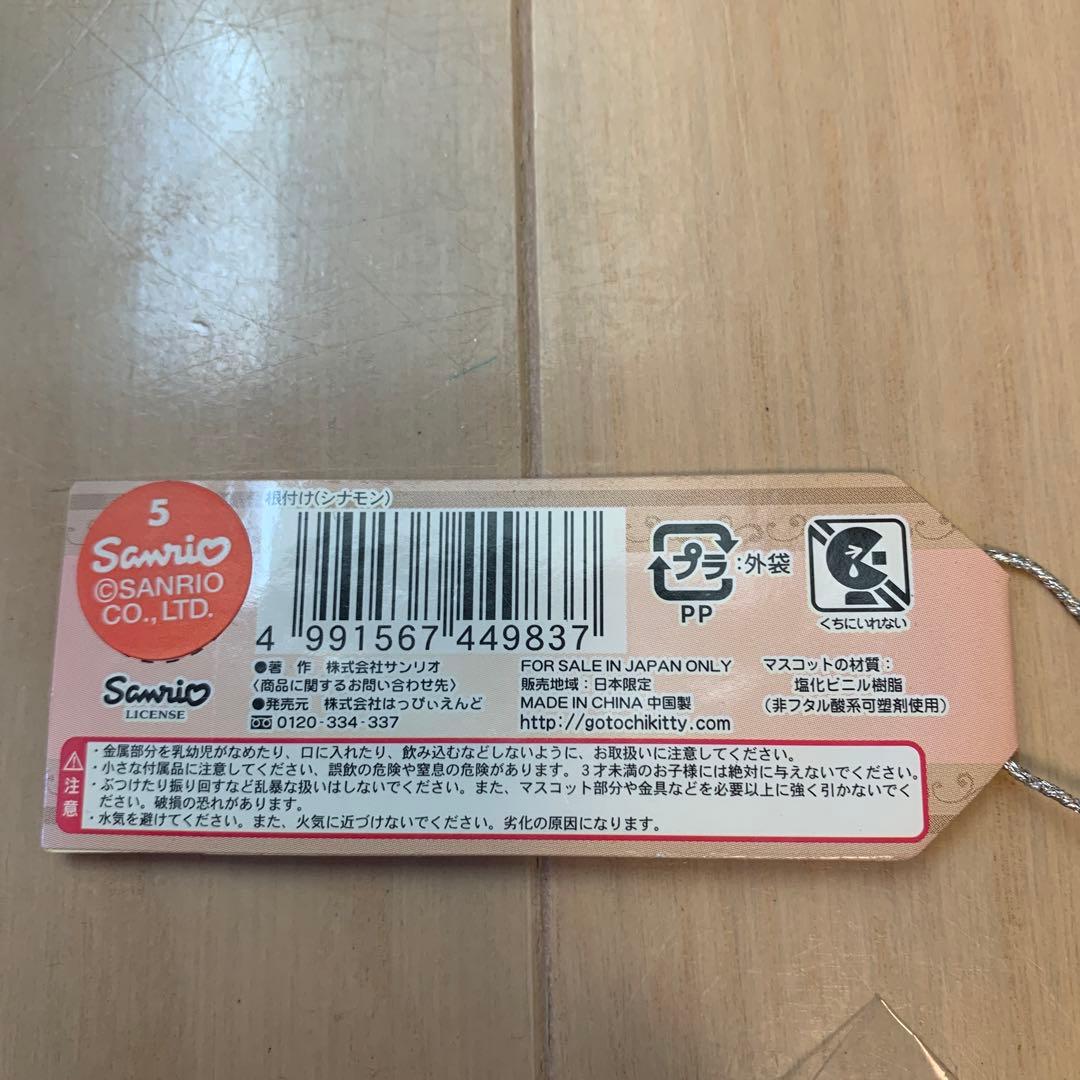 5
Sanrio
©SANRIO
CO., LTD.
Sanrio
LICENSE
根付け(シナモン)
4 991567 449837
●著 作 株式会社サンリオ
〈商品に関するお問い合わせ先〉
●発売元 株式会社はっぴぃえんど
0120-334-337
プラ:外袋
PP
くちにいれない
FOR SALE IN JAPAN ONLY
販売地域:日本限定
MADE IN CHINA 中国製
http://gotochikitty.com
マスコットの材質:
塩化ビニル樹脂
(非フタル酸系可塑剤使用)
注意
・金属部分を乳幼児がなめたり、口に入れたり、飲み込むなどしないように、お取扱いに注意してください。
・小さな付属品に注意してください、誤飲の危険や窒息の危険があります。3才未満のお子様には絶対に与えないでください。
・ぶつけたり振り回すなど乱暴な扱いはしないでください。また、マスコット部分や金具などを必要以上に強く引かないでく
ださい。破損の恐れがあります。
・水気を避けてください。また、火気に近づけないでください。劣化の原因になります。